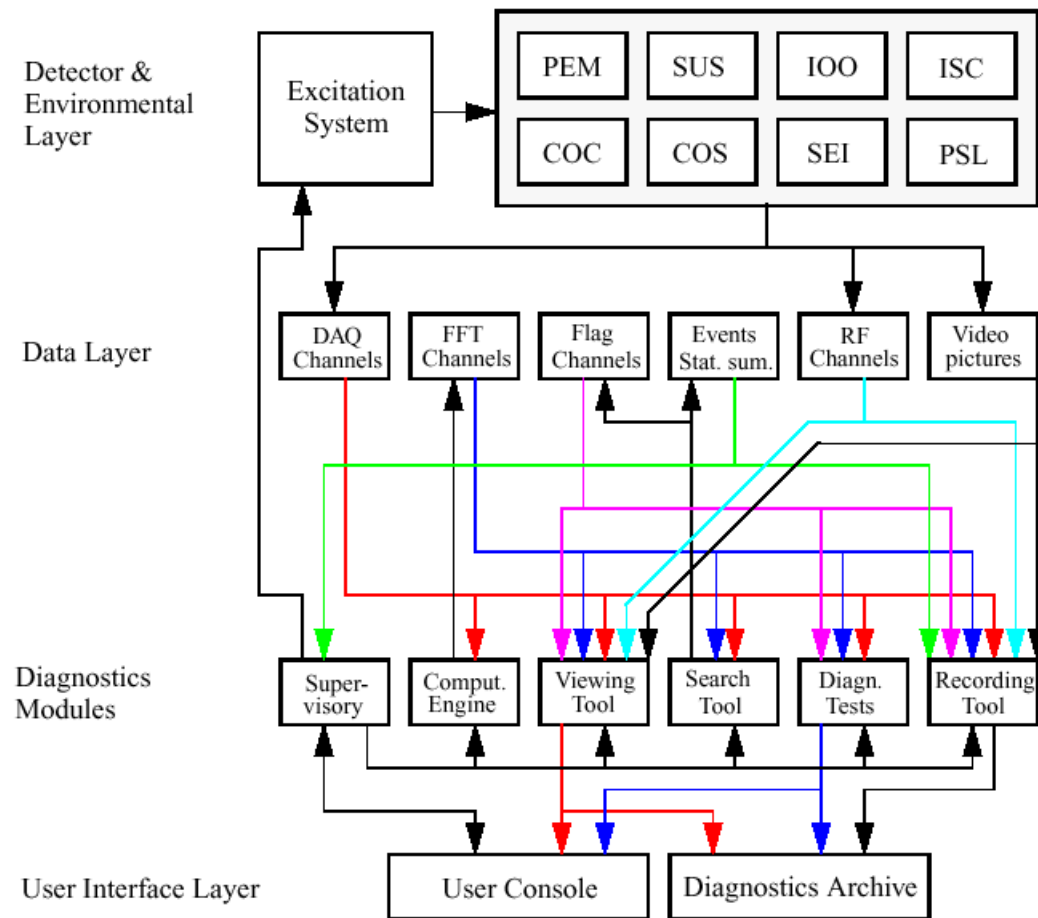 Detector &
Environmental
Layer
Excitation
System
PEM
SUS
IOO
ISC
COC
COS
SEI
PSL
Data Layer
DAQ
Channels
FFT
Channels
Flag
Channels
Events
Stat. sum.
RF
Channels
Video
pictures
Diagnostics
Modules
Super-
visory
Comput.
Engine
Viewing
Tool
Search
Tool
Diagn.
Tests
Recording
Tool
User Interface Layer
User Console
Diagnostics Archive